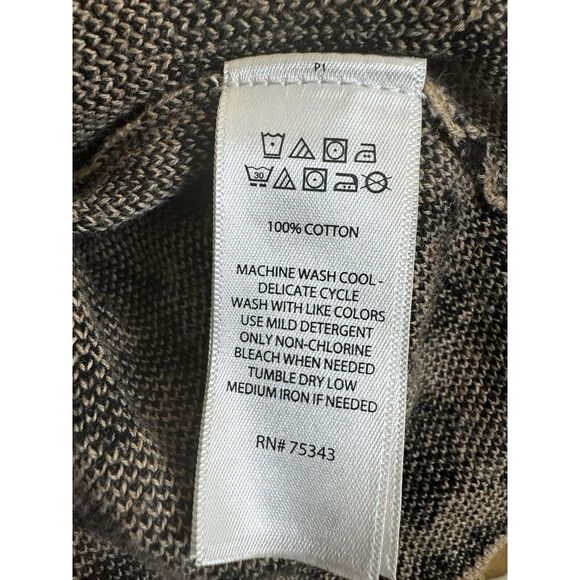 P1
30
100% COTTON
MACHINE WASH COOL -
DELICATE CYCLE
WASH WITH LIKE COLORS
USE MILD DETERGENT
ONLY NON-CHLORINE
BLEACH WHEN NEEDED
TUMBLE DRY LOW
MEDIUM IRON IF NEEDED
RN# 75343